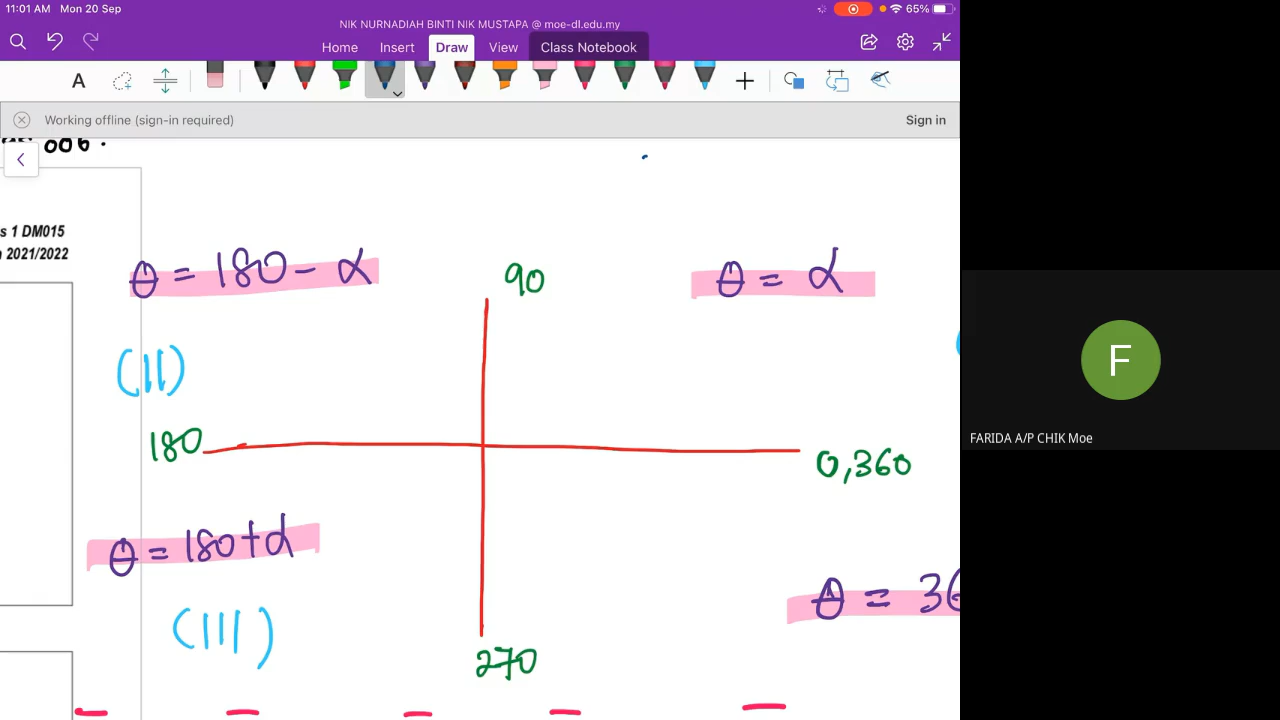 11:01 AM Mon 20 Sep
65%
NIK NURNADIAH BINTI NIK MUSTAPA @ moe-dl.edu.my
Home Insert Draw View Class Notebook
A
Working offline (sign-in required) Sign in
s 1 DM015
2021/2022
θ = 180 - α
90
θ = α
(II)
180
0,360
θ = 180 + α
θ = 36
(III)
270
F
FARIDA A/P CHIK Moe